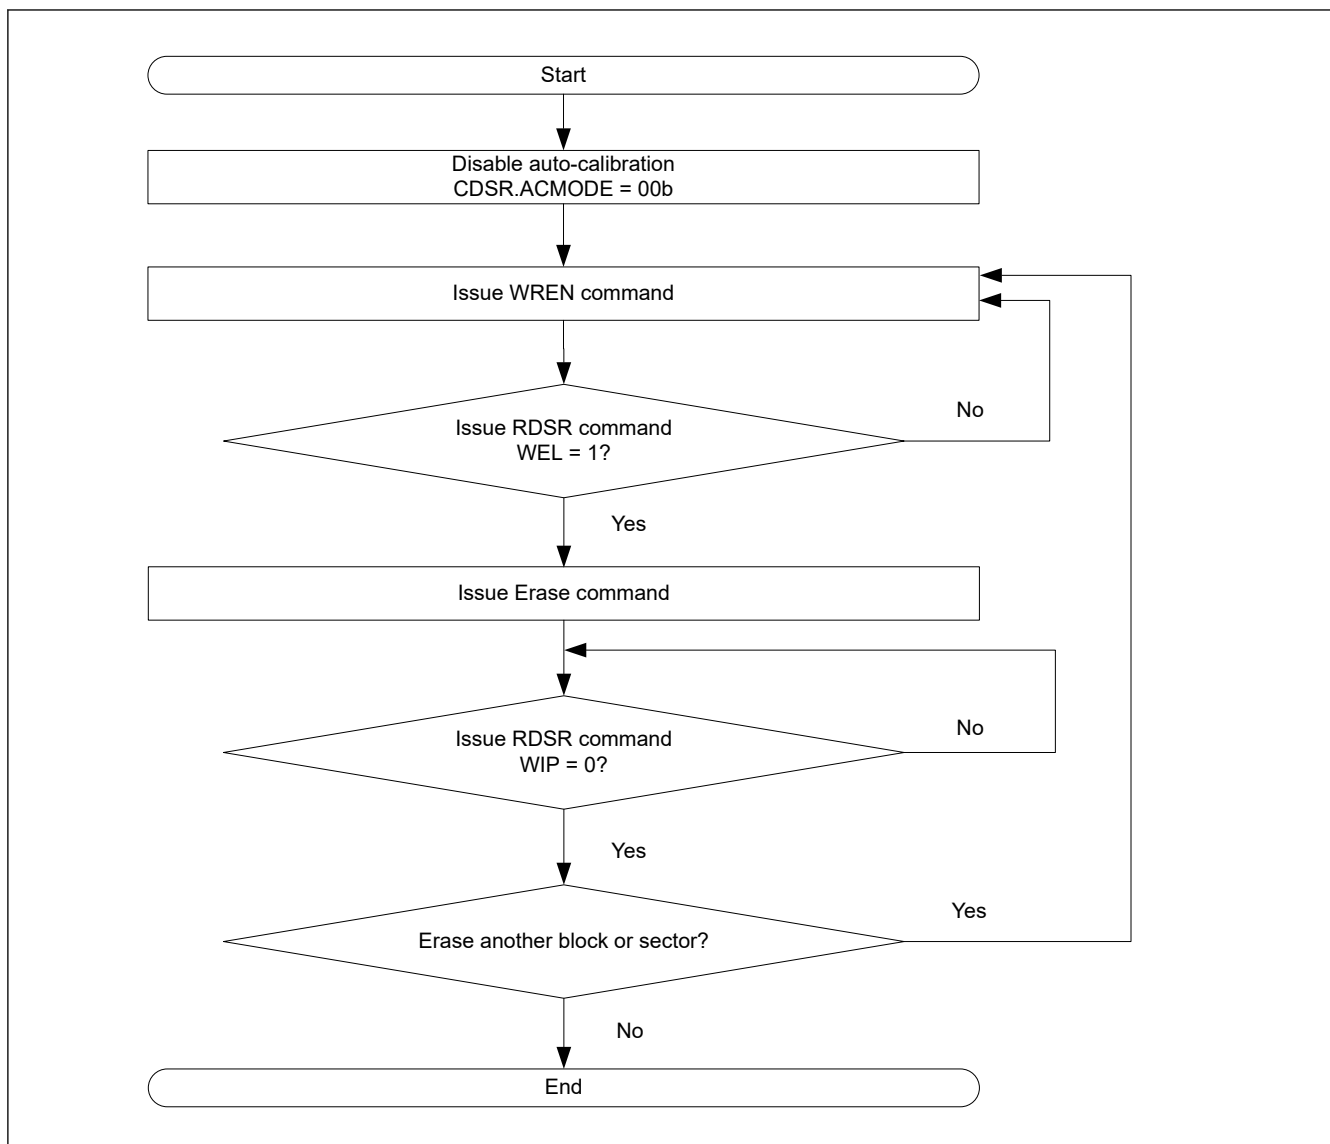 Start
Disable auto-calibration
CDSR.ACMODE = 00b
Issue WREN command
Issue RDSR command
WEL = 1?
No
Yes
Issue Erase command
Issue RDSR command
WIP = 0?
No
Yes
Erase another block or sector?
Yes
No
End